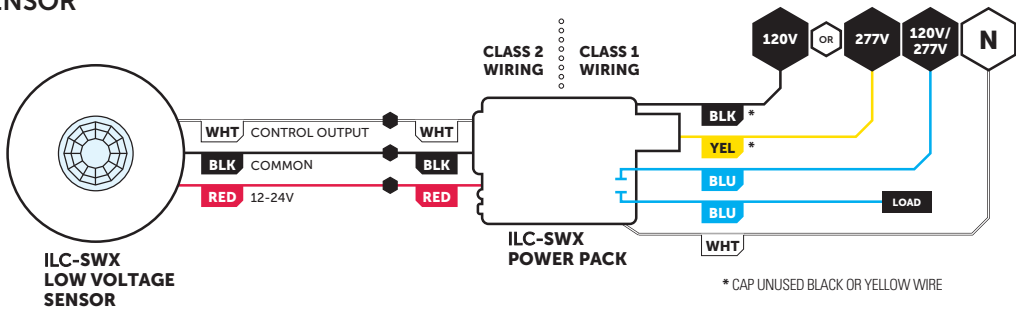 ENSOR
120V
OR
277V
120V/
277V
N
CLASS 2
WIRING
CLASS 1
WIRING
BLK *
WHT CONTROL OUTPUT
WHT
YEL *
BLK COMMON
BLK
BLU
RED 12-24V
RED
BLU
LOAD
WHT
ILC-SWX
LOW VOLTAGE
SENSOR
ILC-SWX
POWER PACK
* CAP UNUSED BLACK OR YELLOW WIRE